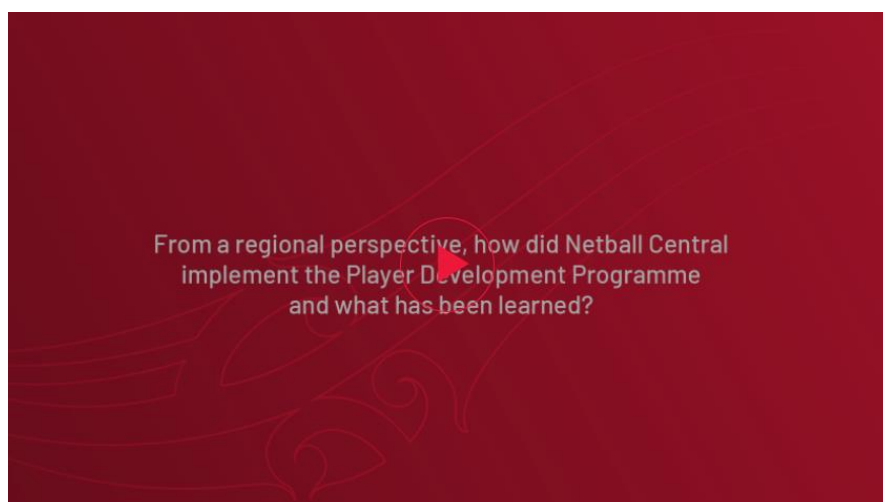 From a regional perspective, how did Netball Central
implement the Player Development Programme
and what has been learned?